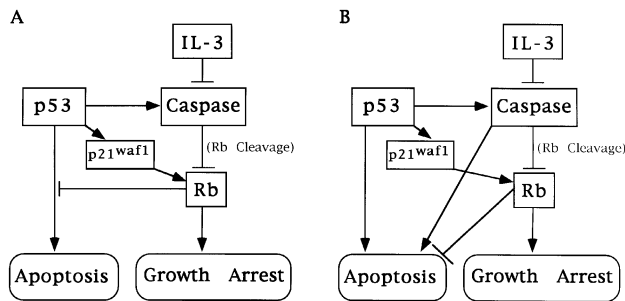 A
IL-3
p53
Caspase
p21waf1
(Rb Cleavage)
Rb
Apoptosis
Growth Arrest
B
IL-3
p53
Caspase
p21waf1
(Rb Cleavage)
Rb
Apoptosis
Growth Arrest